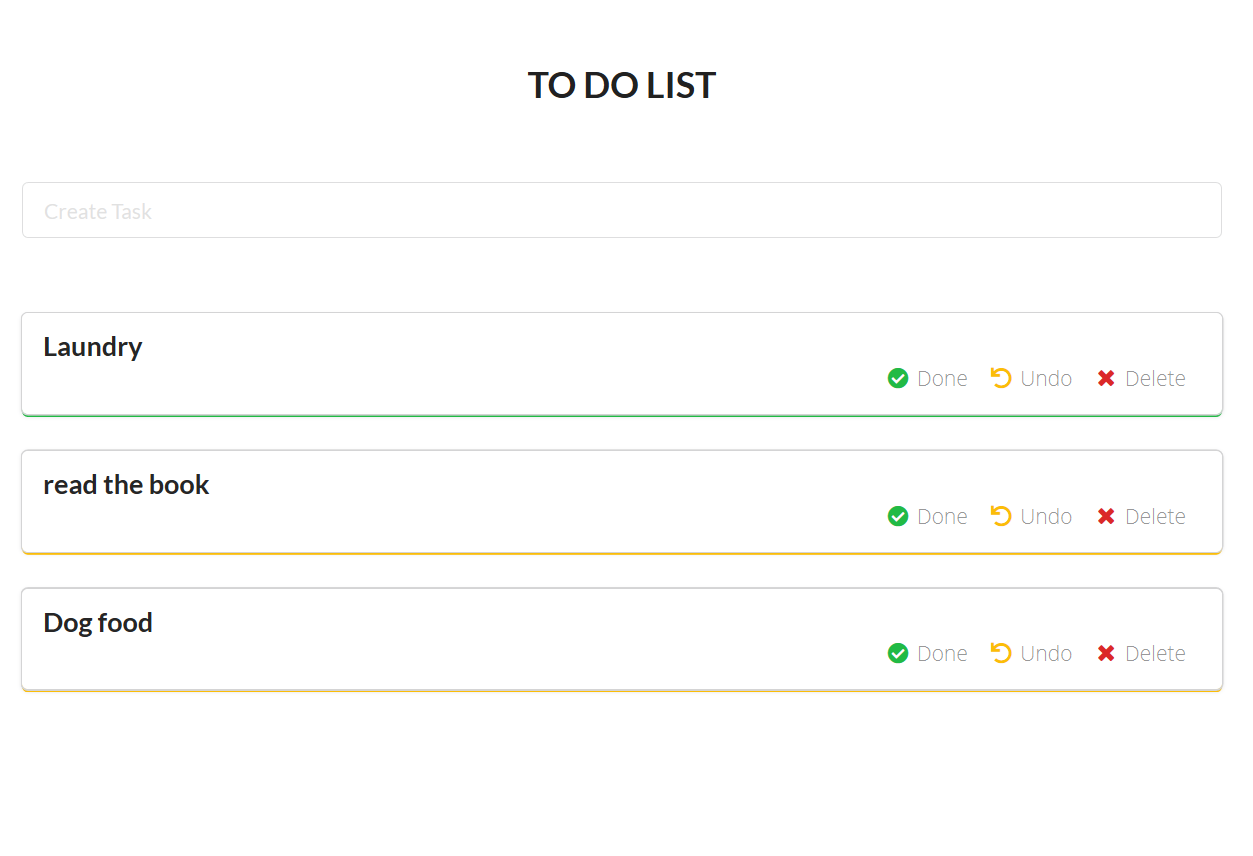 TO DO LIST
Create Task
Laundry
Done Undo Delete
read the book
Done Undo Delete
Dog food
Done Undo Delete